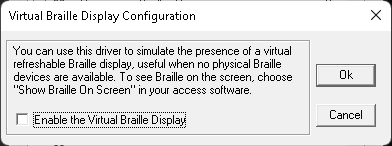 Virtual Braille Display Configuration
You can use this driver to simulate the presence of a virtual
refreshable Braille display, useful when no physical Braille
devices are available. To see Braille on the screen, choose
"Show Braille On Screen" in your access software.
Ok
Enable the Virtual Braille Display
Cancel